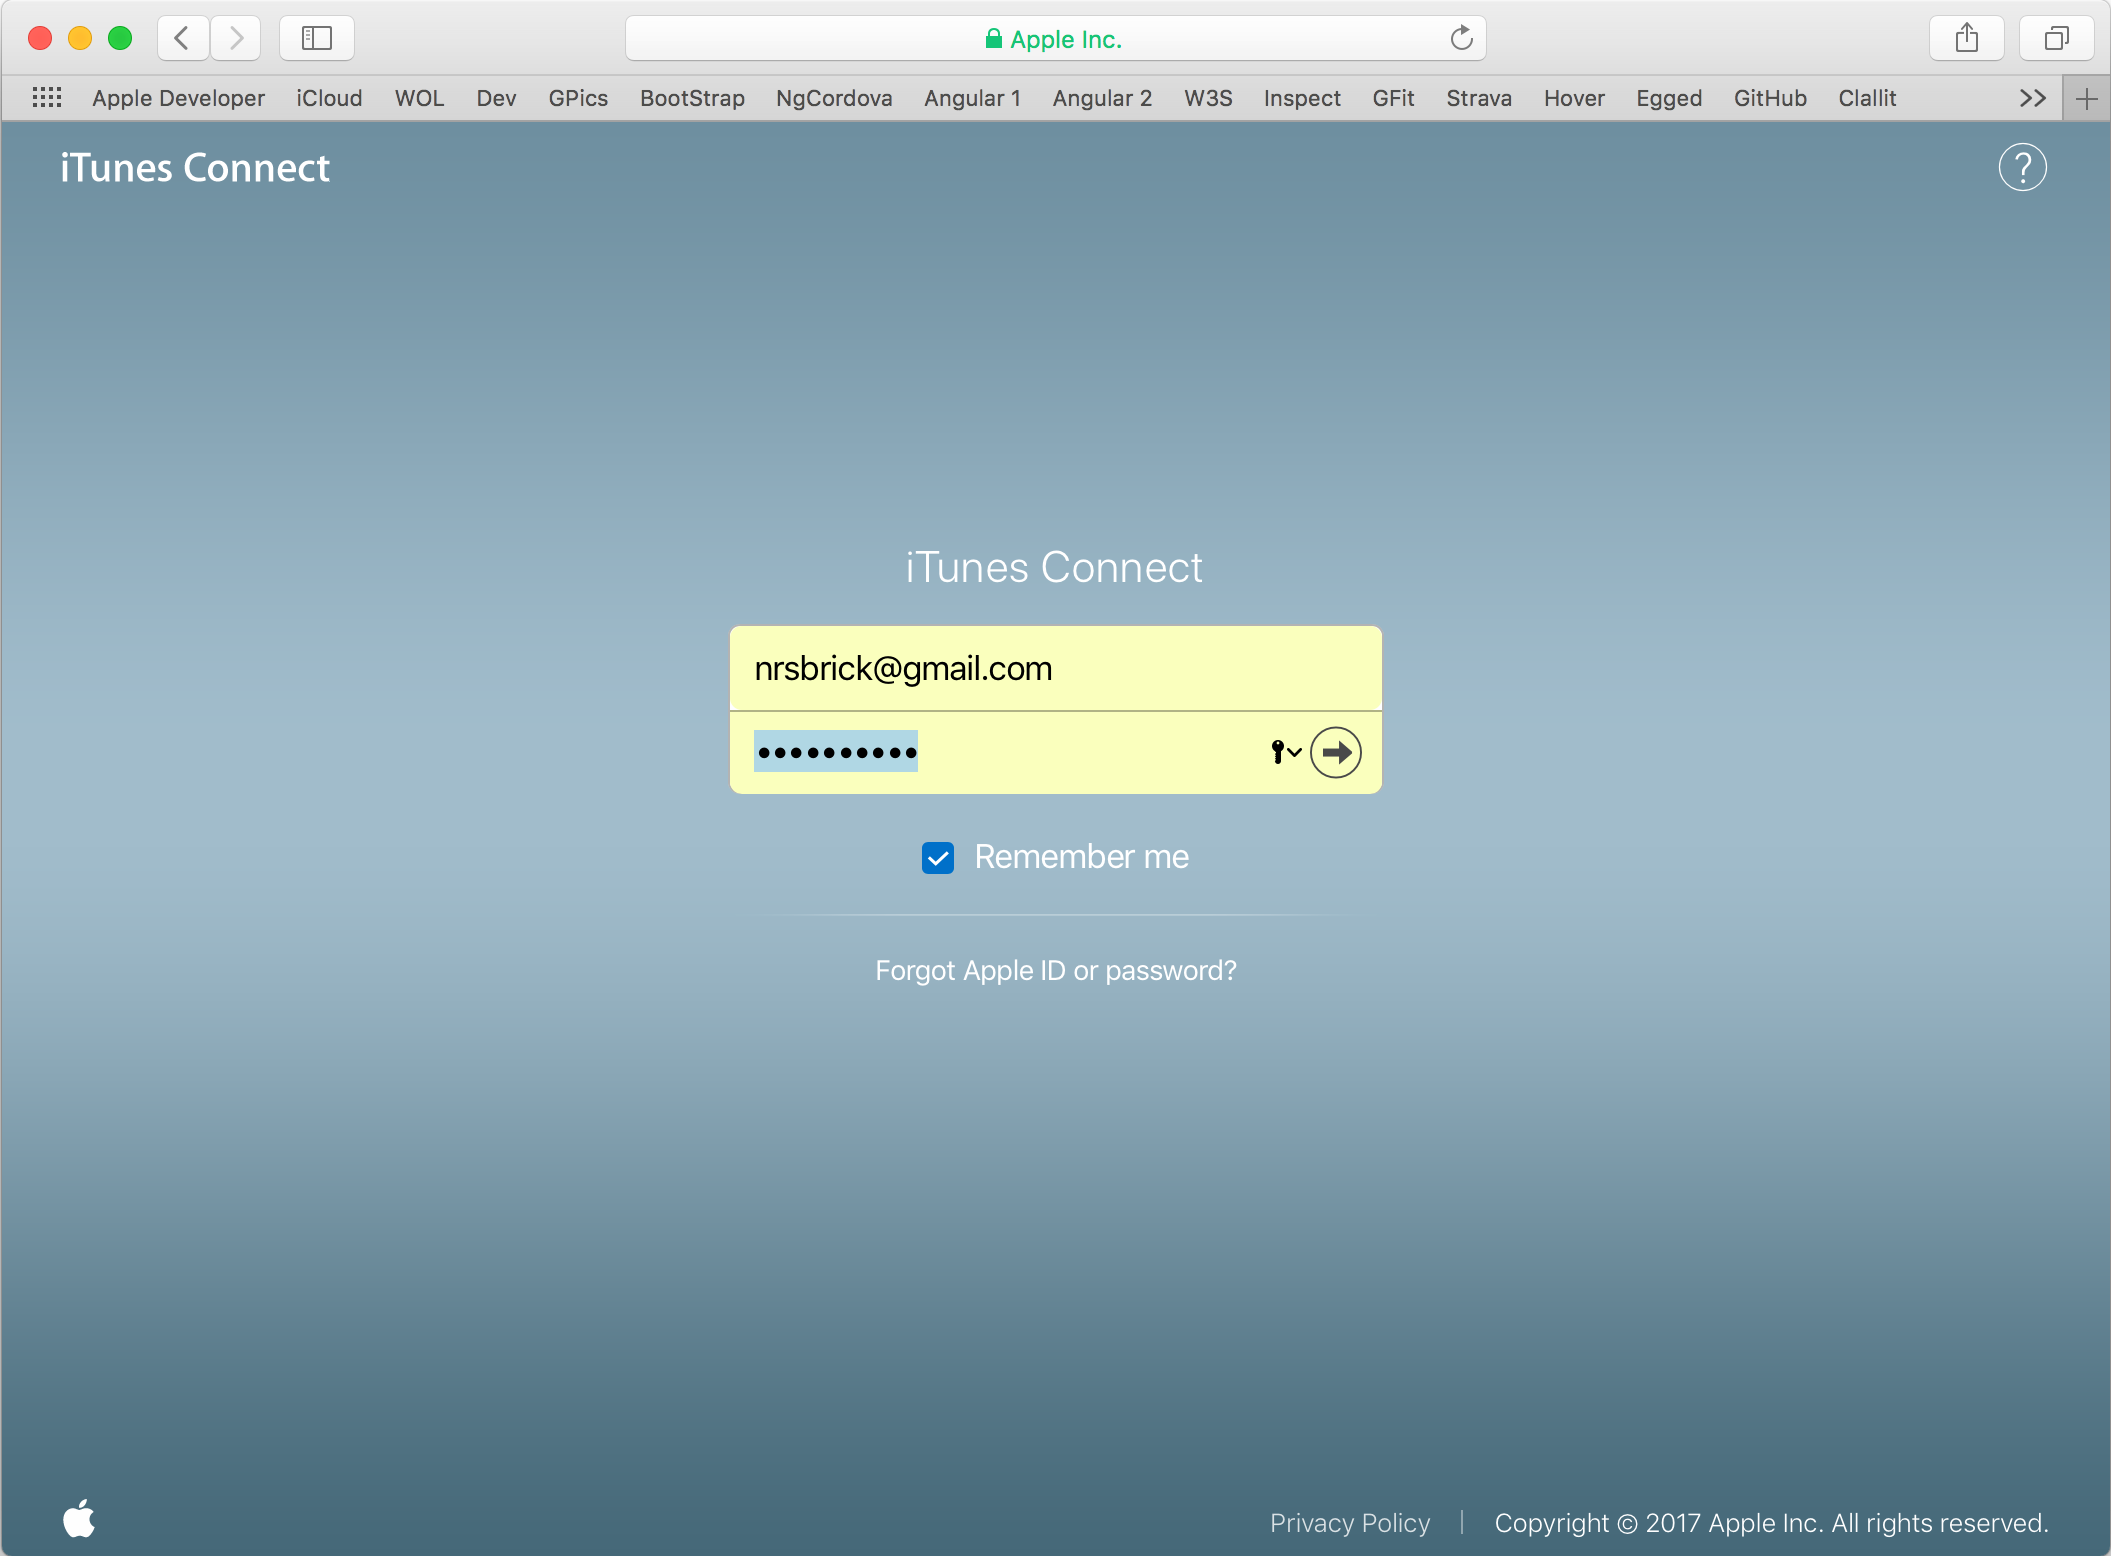 Apple Inc.
Apple Developer iCloud WOL Dev GPics BootStrap NgCordova Angular 1 Angular 2 W3S Inspect GFit Strava Hover Egged GitHub Clallit >> +
iTunes Connect ?
iTunes Connect
nrsbrick@gmail.com
••••••••••
Remember me
Forgot Apple ID or password?
Privacy Policy | Copyright © 2017 Apple Inc. All rights reserved.